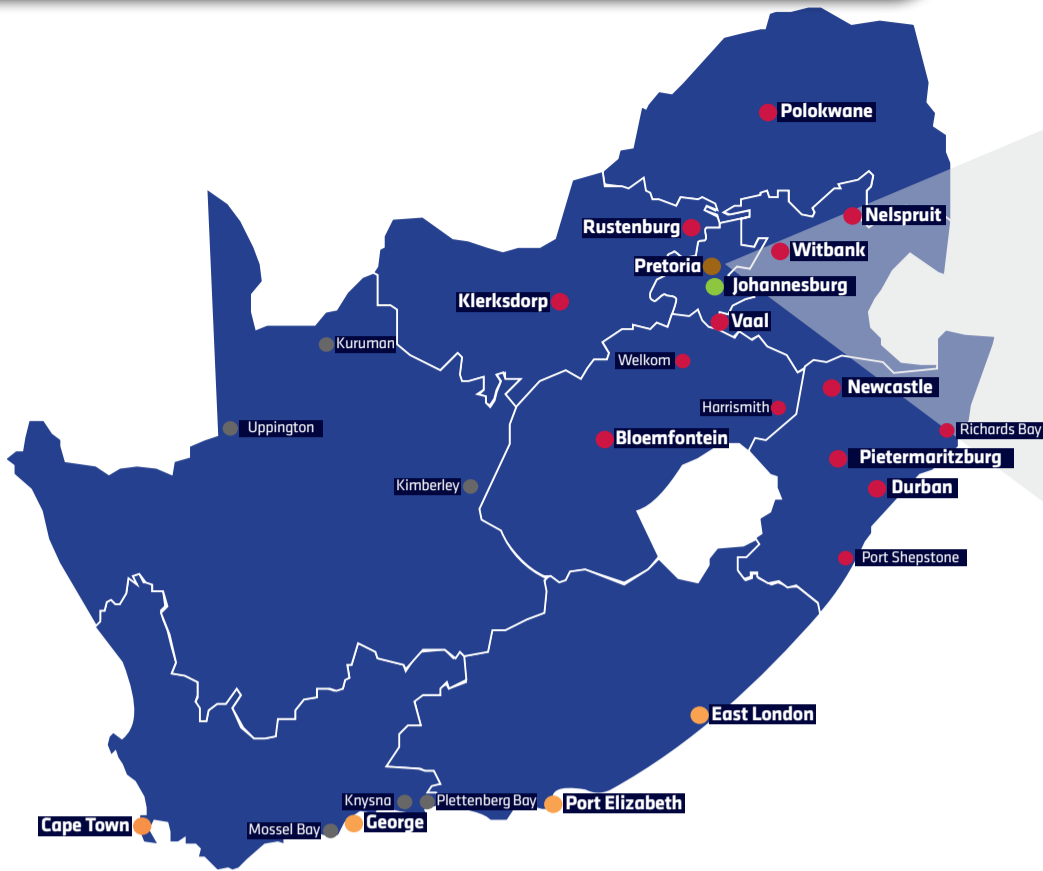 Polokwane
Nelspruit
Rustenburg
Witbank
Pretoria
Johannesburg
Klerksdorp
Vaal
Kuruman
Welkom
Newcastle
Harrismith
Uppington
Richards Bay
Bloemfontein
Pietermaritzburg
Kimberley
Durban
Port Shepstone
East London
Knysna
Plettenberg Bay
Port Elizabeth
Cape Town
Mossel Bay
George